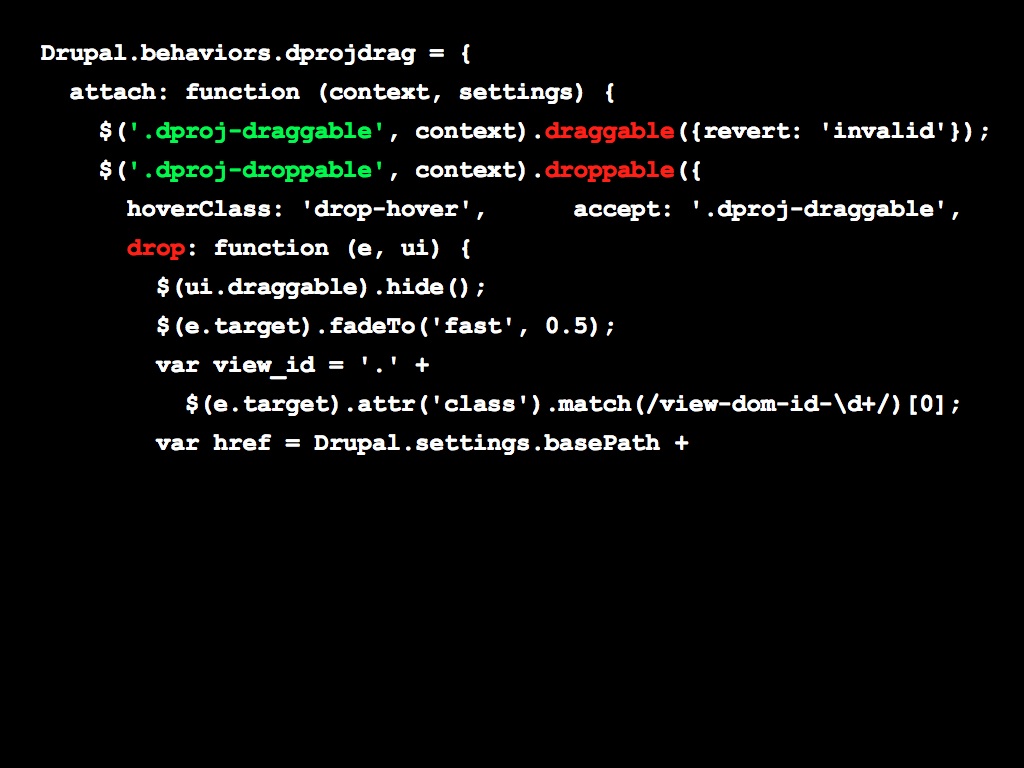 Drupal.behaviors.dprojdrag = {
attach: function (context, settings) {
$('.dproj-draggable', context).draggable({revert: 'invalid'});
$('.dproj-droppable', context).droppable({
hoverClass: 'drop-hover', accept: '.dproj-draggable',
drop: function (e, ui) {
$(ui.draggable).hide();
$(e.target).fadeTo('fast', 0.5);
var view_id = '.' +
$(e.target).attr('class').match(/view-dom-id-\d+/)[0];
var href = Drupal.settings.basePath +